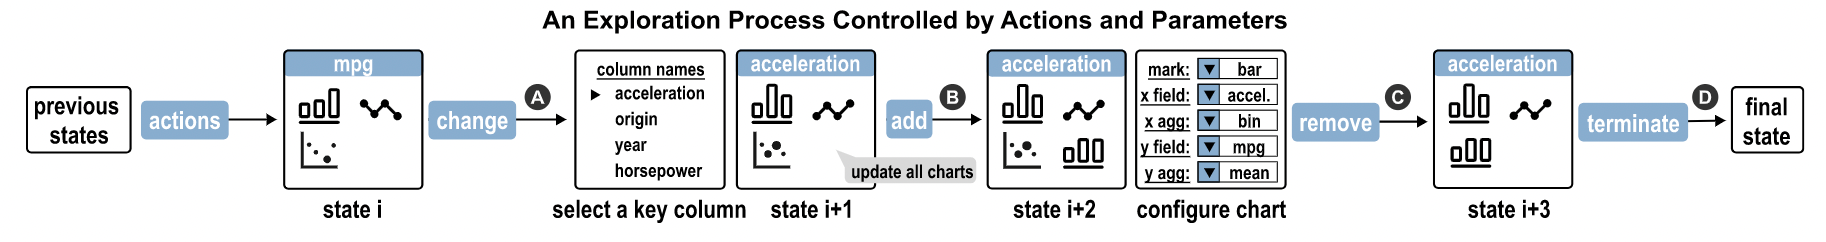 An Exploration Process Controlled by Actions and Parameters
previous
states
actions
mpg
state i
change
A
column names
acceleration
origin
year
horsepower
select a key column
acceleration
update all charts
state i+1
add
B
acceleration
state i+2
mark: bar
x field: accel.
x agg: bin
y field: mpg
y agg: mean
configure chart
remove
C
acceleration
state i+3
terminate
D
final
state